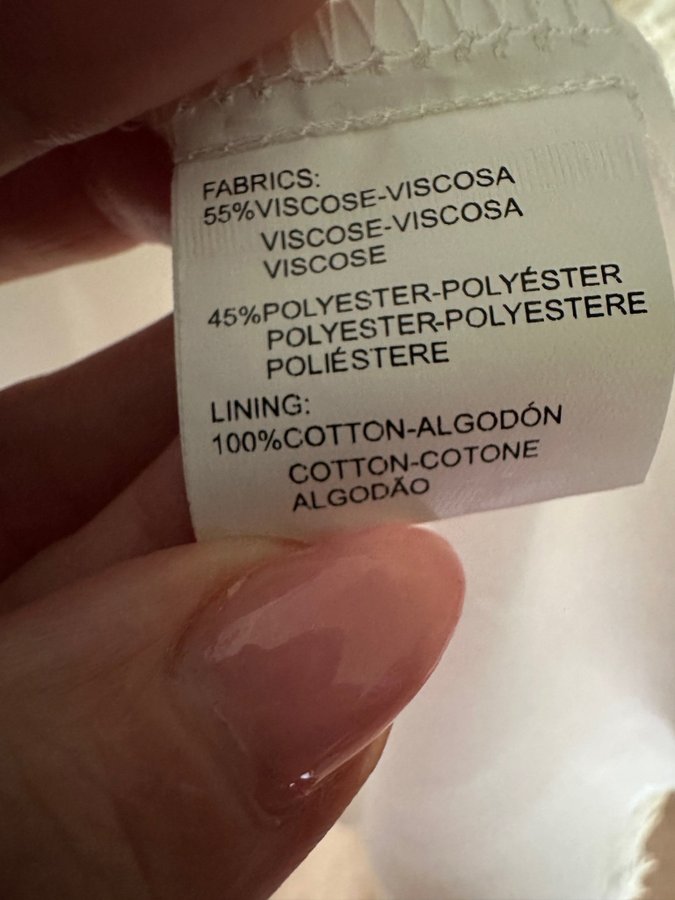 FABRICS:
55%VISCOSE-VISCOSA
VISCOSE-VISCOSA
VISCOSE
45%POLYESTER-POLYÉSTER
POLYESTER-POLYESTERE
POLIÉSTERE
LINING:
100%COTTON-ALGODÓN
COTTON-COTONE
ALGODÃO